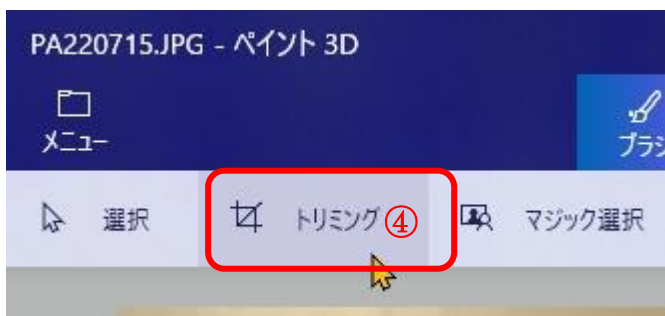 PA220715.JPG - ペイント 3D
メニュー
ブラシ
選択
トリミング④
マジック選択